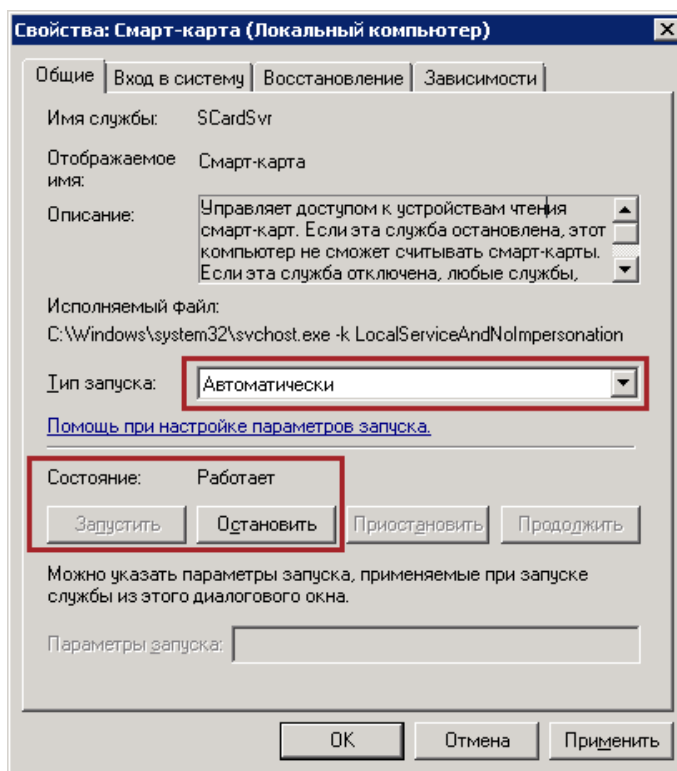 Свойства: Смарт-карта (Локальный компьютер)
Общие Вход в систему Восстановление Зависимости
Имя службы: SCardSvr
Отображаемое имя: Смарт-карта
Описание: Управляет доступом к устройствам чтения
смарт-карт. Если эта служба остановлена, этот
компьютер не сможет считывать смарт-карты.
Если эта служба отключена, любые службы,
Исполняемый файл:
C:\Windows\system32\svchost.exe -k LocalServiceAndNoImpersonation
Тип запуска: Автоматически
Помощь при настройке параметров запуска.
Состояние: Работает
Запустить Остановить Приостановить Продолжить
Можно указать параметры запуска, применяемые при запуске
службы из этого диалогового окна.
Параметры запуска:
OK Отмена Применить